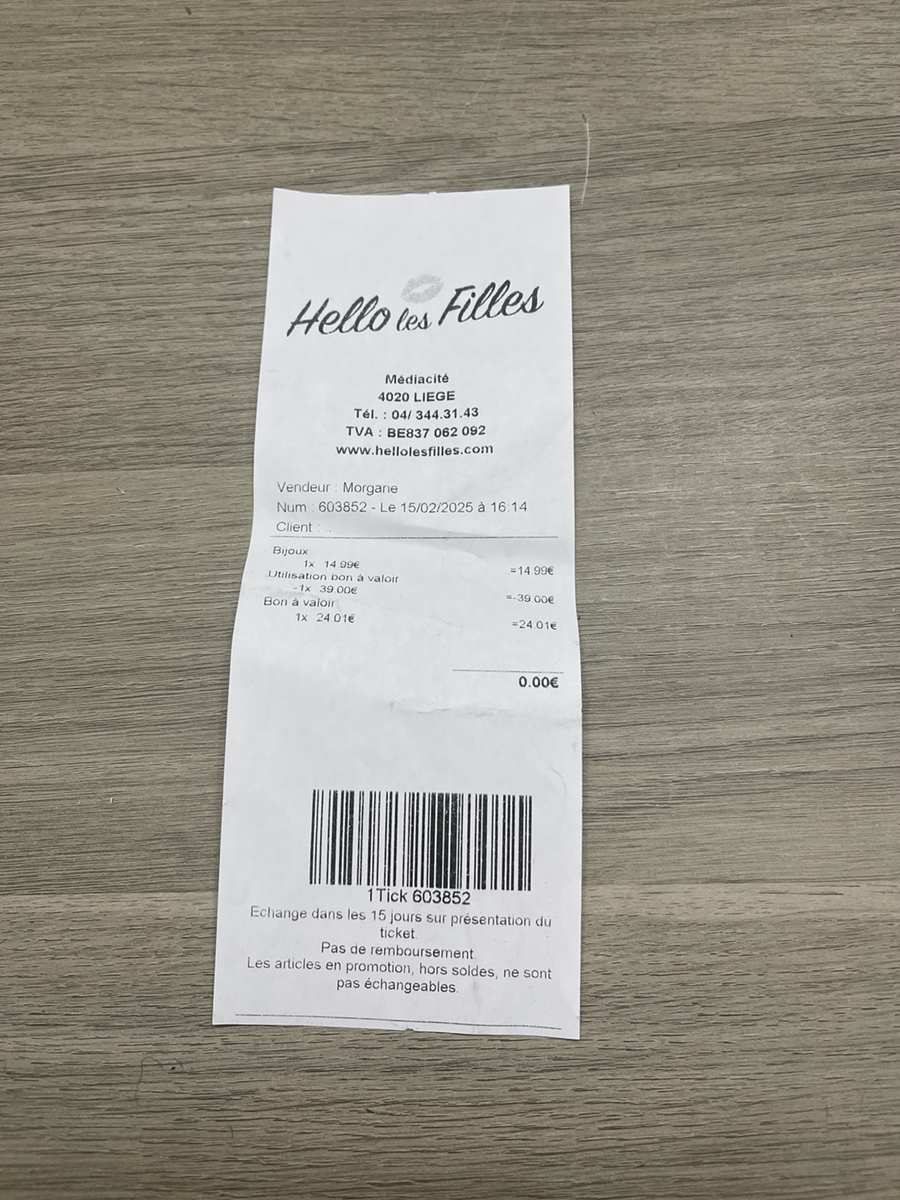 Hello les Filles
Médiacité
4020 LIEGE
Tél. : 04/ 344.31.43
TVA : BE837 062 092
www.hellolesfilles.com
Vendeur : Morgane
Num : 603852 - Le 15/02/2025 à 16:14
Client : ..
Bijoux
1x 14.99€ =14.99€
Utilisation bon à valoir
-1x 39.00€ =-39.00€
Bon à valoir
1x 24.01€ =24.01€
0.00€
1Tick 603852
Echange dans les 15 jours sur présentation du
ticket.
Pas de remboursement.
Les articles en promotion, hors soldes, ne sont
pas échangeables.